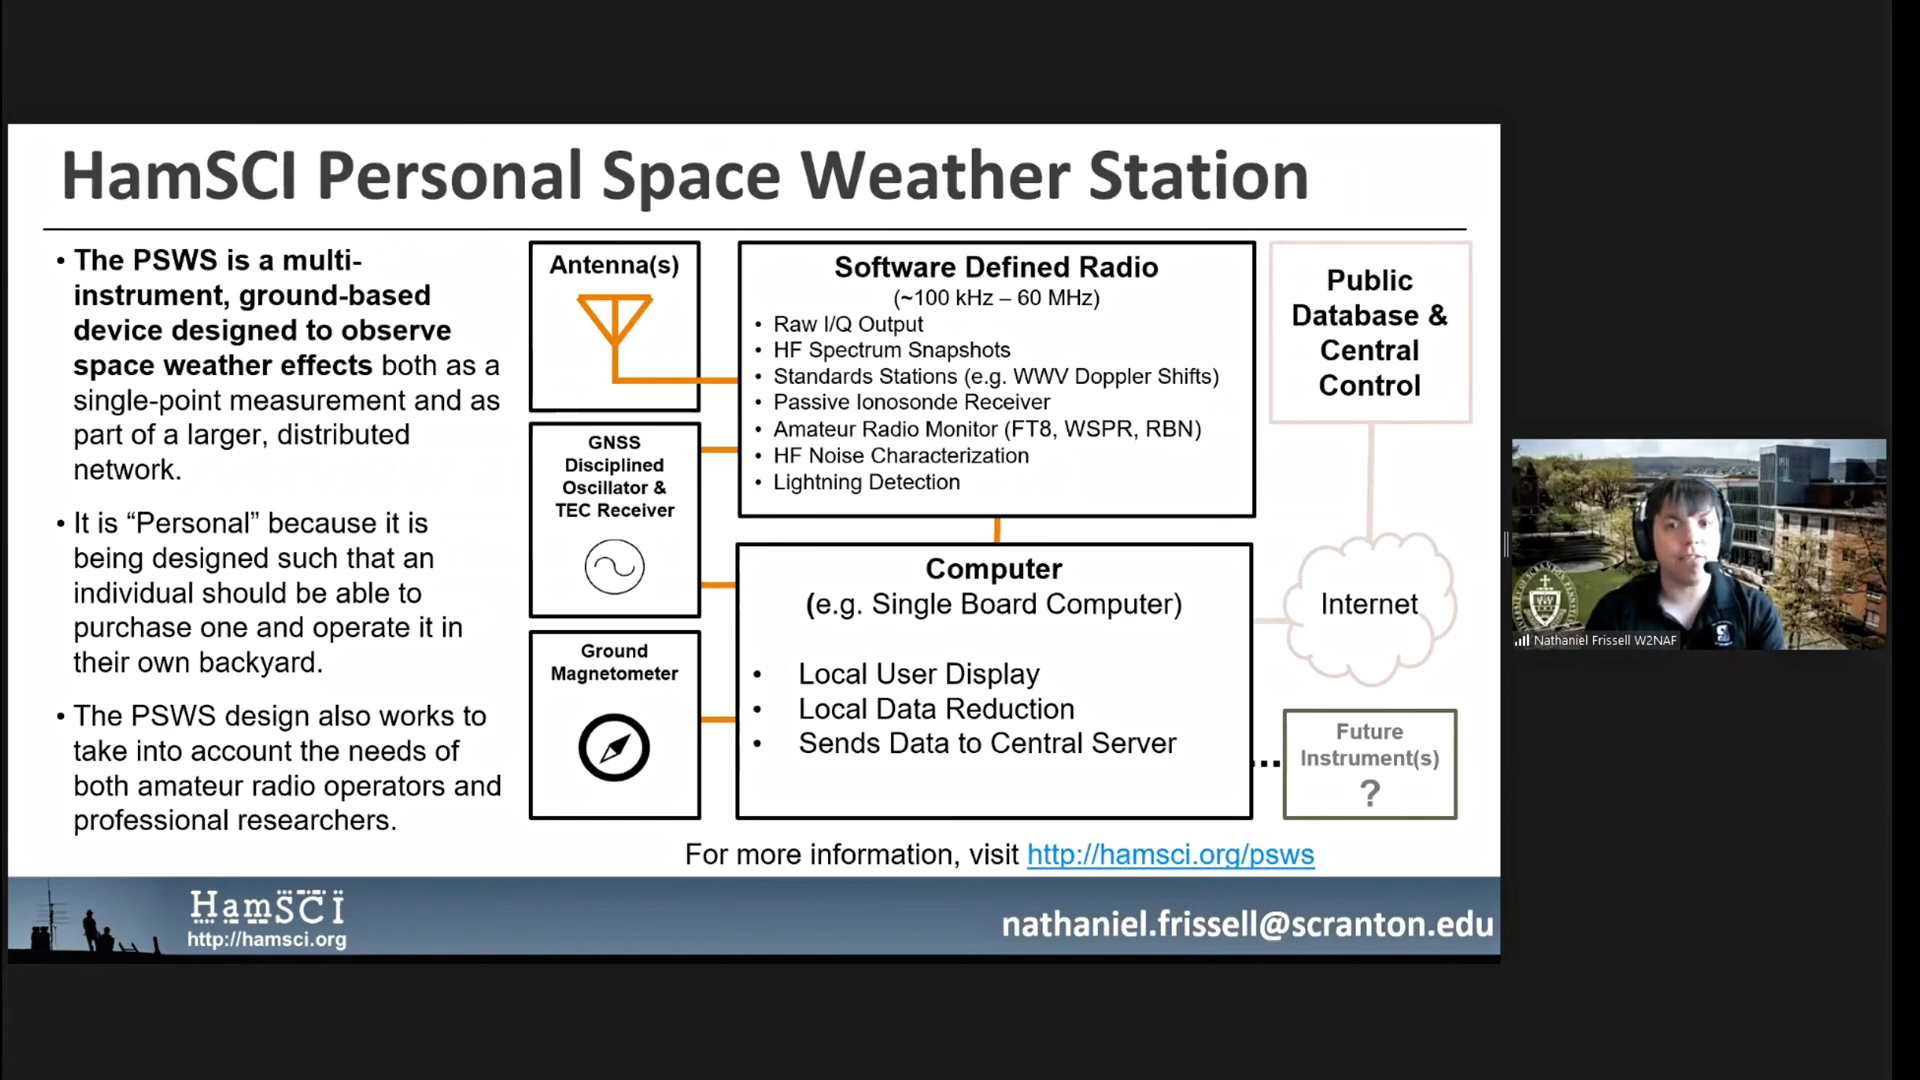 HamSCI Personal Space Weather Station
• The PSWS is a multi-
instrument, ground-based
device designed to observe
space weather effects both as a
single-point measurement and as
part of a larger, distributed
network.
• It is “Personal” because it is
being designed such that an
individual should be able to
purchase one and operate it in
their own backyard.
• The PSWS design also works to
take into account the needs of
both amateur radio operators and
professional researchers.
Antenna(s)
GNSS
Disciplined
Oscillator &
TEC Receiver
Ground
Magnetometer
Software Defined Radio
(~100 kHz – 60 MHz)
• Raw I/Q Output
• HF Spectrum Snapshots
• Standards Stations (e.g. WWV Doppler Shifts)
• Passive Ionosonde Receiver
• Amateur Radio Monitor (FT8, WSPR, RBN)
• HF Noise Characterization
• Lightning Detection
Computer
(e.g. Single Board Computer)
• Local User Display
• Local Data Reduction
• Sends Data to Central Server
Public
Database &
Central
Control
Internet
Future
Instrument(s)
?
For more information, visit http://hamsci.org/psws
HamSCI
http://hamsci.org
nathaniel.frissell@scranton.edu
Nathaniel Frissell W2NAF